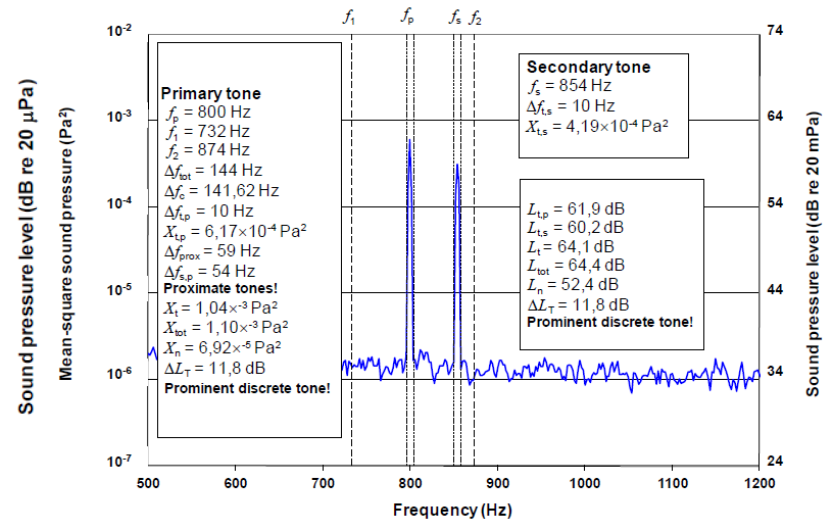 f1 fp fs f2
10-2
10-3
10-4
10-5
10-6
10-7
Sound pressure level (dB re 20 μPa)
Mean-square sound pressure (Pa2)
Primary tone
fp = 800 Hz
f1 = 732 Hz
f2 = 874 Hz
Δftot = 144 Hz
Δfc = 141,62 Hz
Δft,p = 10 Hz
Xt,p = 6,17×10-4 Pa2
Δfprox = 59 Hz
Δfs,p = 54 Hz
Proximate tones!
Xt = 1,04×-3 Pa2
Xtot = 1,10×-3 Pa2
Xn = 6,92×-5 Pa2
ΔLT = 11,8 dB
Prominent discrete tone!
Secondary tone
fs = 854 Hz
Δft,s = 10 Hz
Xt,s = 4,19×10-4 Pa2
Lt,p = 61,9 dB
Lt,s = 60,2 dB
Lt = 64,1 dB
Ltot = 64,4 dB
Ln = 52,4 dB
ΔLT = 11,8 dB
Prominent discrete tone!
74
64
54
44
34
24
Sound pressure level (dB re 20 mPa)
500 600 700 800 900 1000 1100 1200
Frequency (Hz)